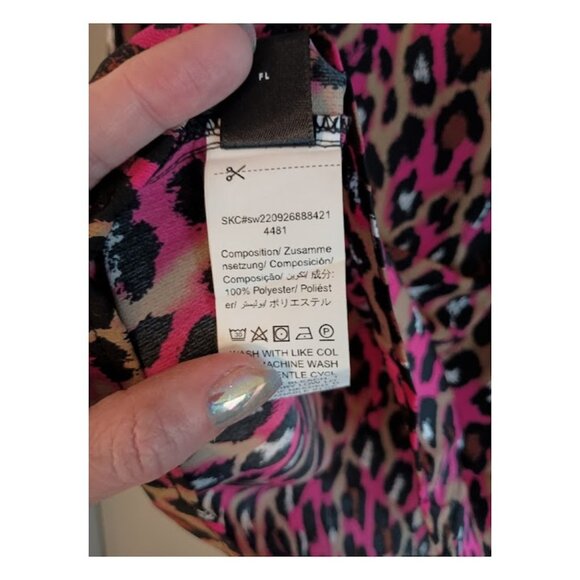 FL
SKC#sw220926888421
4481
Composition/ Zusamme
nsetzung/ Composición/
Composição/ تكوين/ 成分:
100% Polyester/ Poliést
er/ بوليستر/ ポリエステル
30 P
WASH WITH LIKE COL
MACHINE WASH
GENTLE CYCL